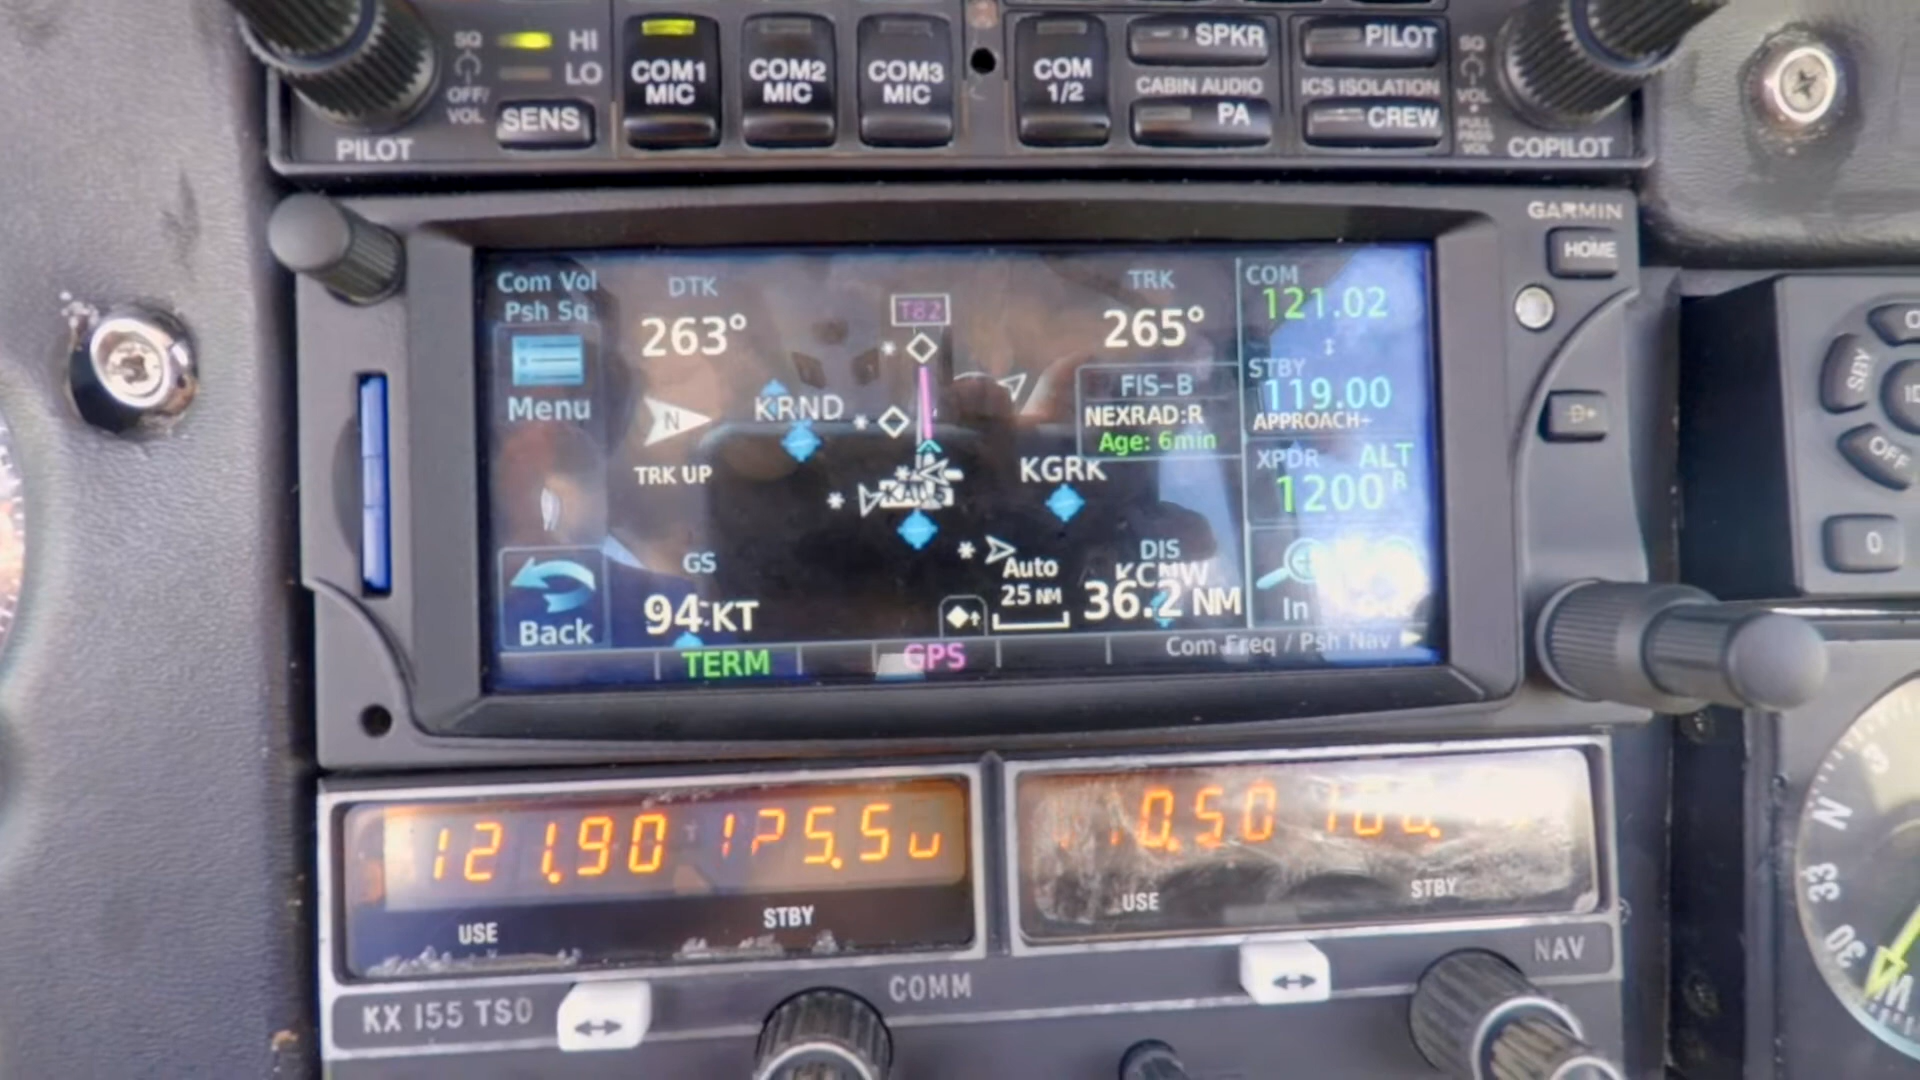 SQ HI
LO
OFF/
VOL
SENS
PILOT
COM1
MIC
COM2
MIC
COM3
MIC
COM
1/2
SPKR
CABIN AUDIO
PA
PILOT
ICS ISOLATION
CREW
SQ
VOL
PULL
PASS
VOL
COPILOT
GARMIN
HOME
Com Vol
Psh Sq
Menu
Back
DTK
263°
T82
TRK
265°
N
TRK UP
KRND
FIS-B
NEXRAD:R
Age: 6min
KGRK
GS
94 KT
Auto
25 NM
DIS
KCNW
36.2 NM
COM
121.02
STBY
119.00
APPROACH
XPDR ALT
1200 R
In
TERM
GPS
Com Freq / Psh Nav
SBY
OFF
0
121.90
USE
STBY
0.50
USE
STBY
KX 155 TSO
COMM
NAV
3
N
33
30
W